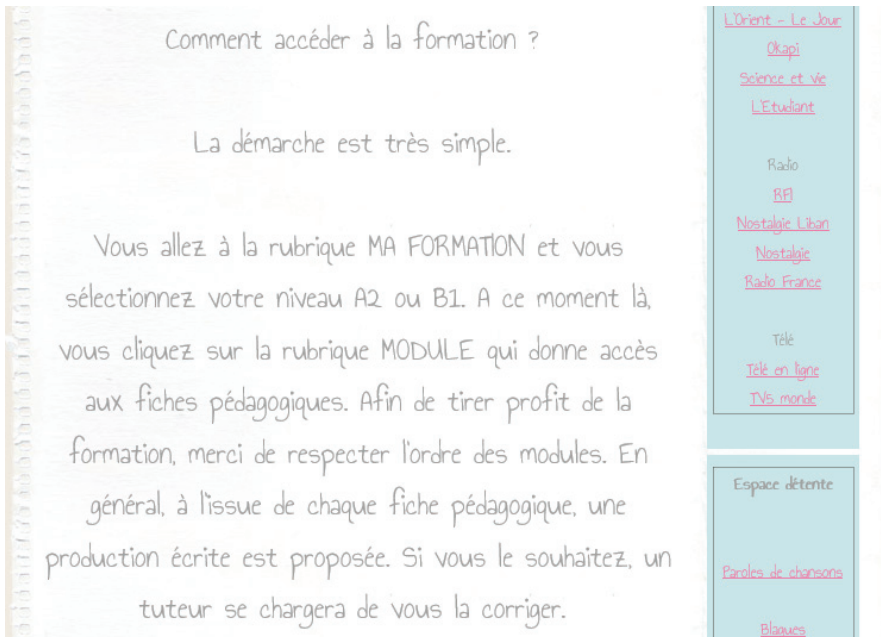 Comment accéder à la formation ?
La démarche est très simple.
Vous allez à la rubrique MA FORMATION et vous
sélectionnez votre niveau A2 ou B1. A ce moment là,
vous cliquez sur la rubrique MODULE qui donne accès
aux fiches pédagogiques. Afin de tirer profit de la
formation, merci de respecter l'ordre des modules. En
général, à l'issue de chaque fiche pédagogique, une
production écrite est proposée. Si vous le souhaitez, un
tuteur se chargera de vous la corriger.
L'Orient - Le Jour
Okapi
Science et vie
L'Etudiant
Radio
RFI
Nostalgie Liban
Nostalgie
Radio France
Télé
Télé en ligne
TV5 monde
Espace détente
Paroles de chansons
Blagues